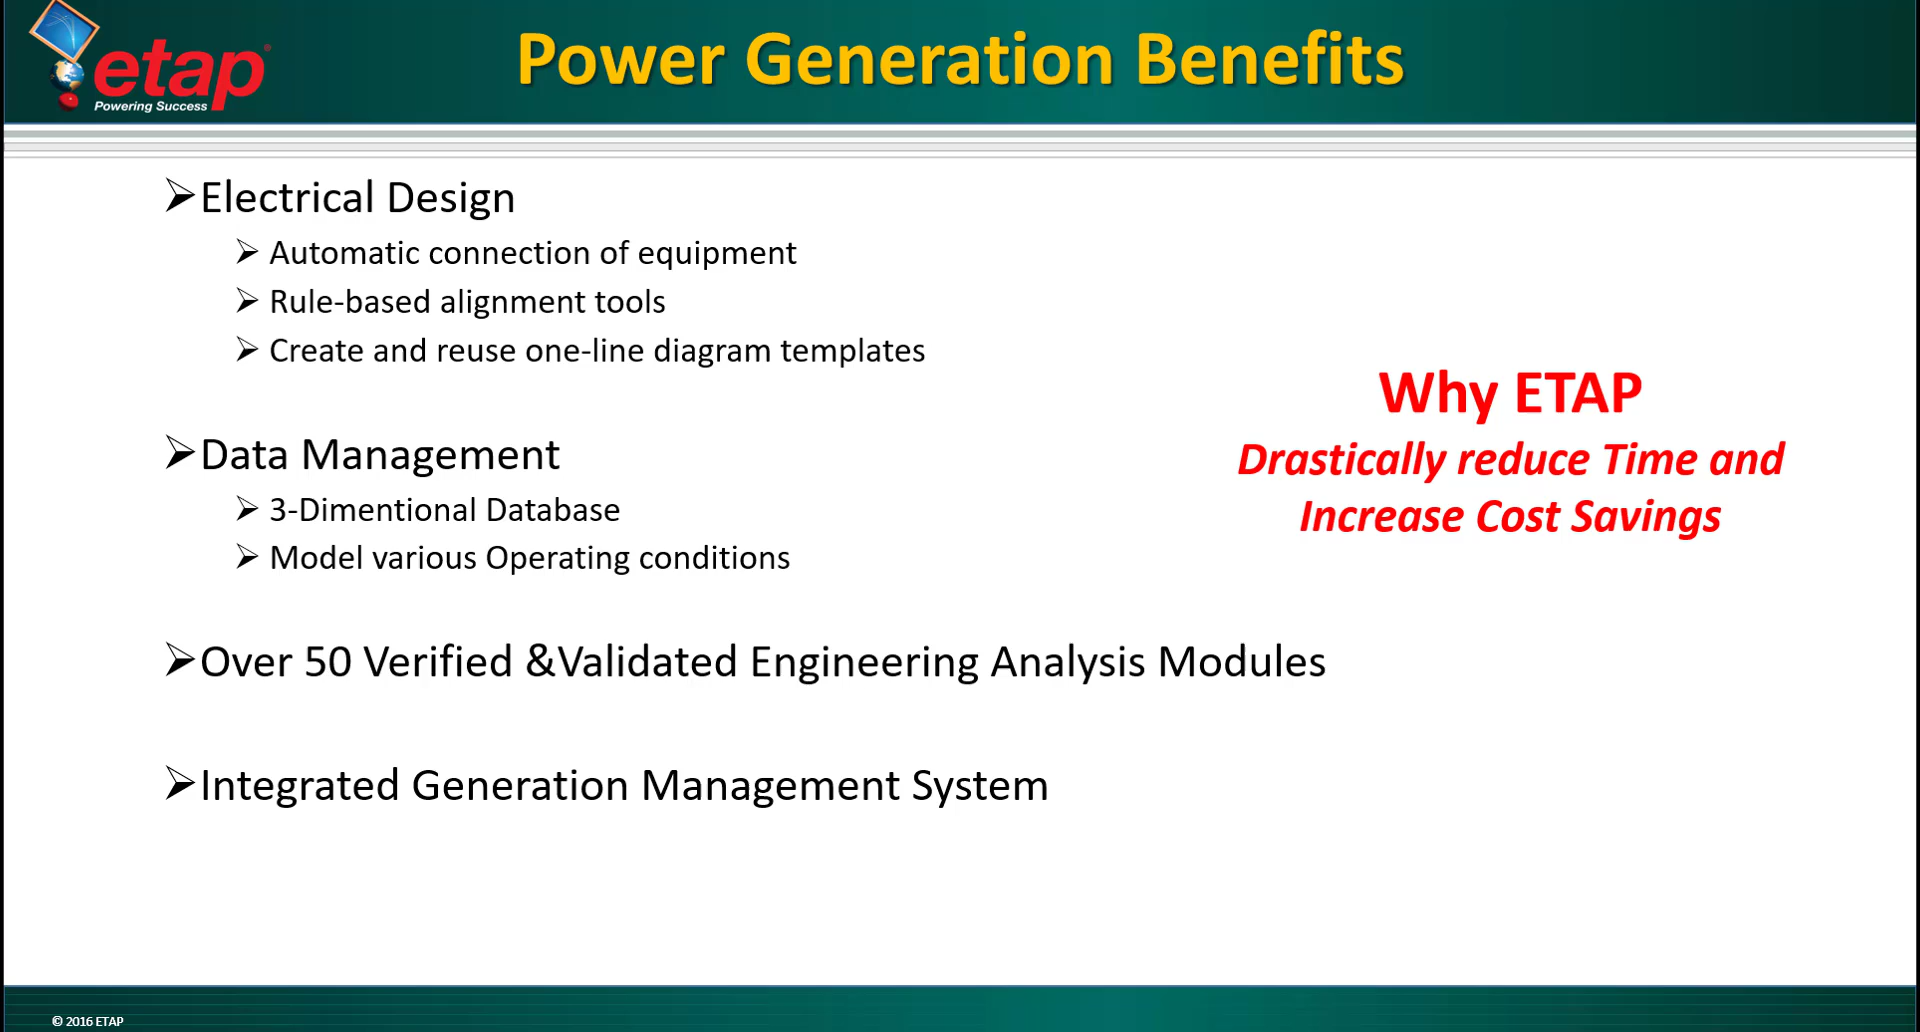 etap®
Powering Success
Power Generation Benefits
➢Electrical Design
➢ Automatic connection of equipment
➢ Rule-based alignment tools
➢ Create and reuse one-line diagram templates
➢Data Management
➢ 3-Dimentional Database
➢ Model various Operating conditions
➢Over 50 Verified &Validated Engineering Analysis Modules
➢Integrated Generation Management System
Why ETAP
Drastically reduce Time and
Increase Cost Savings
© 2016 ETAP